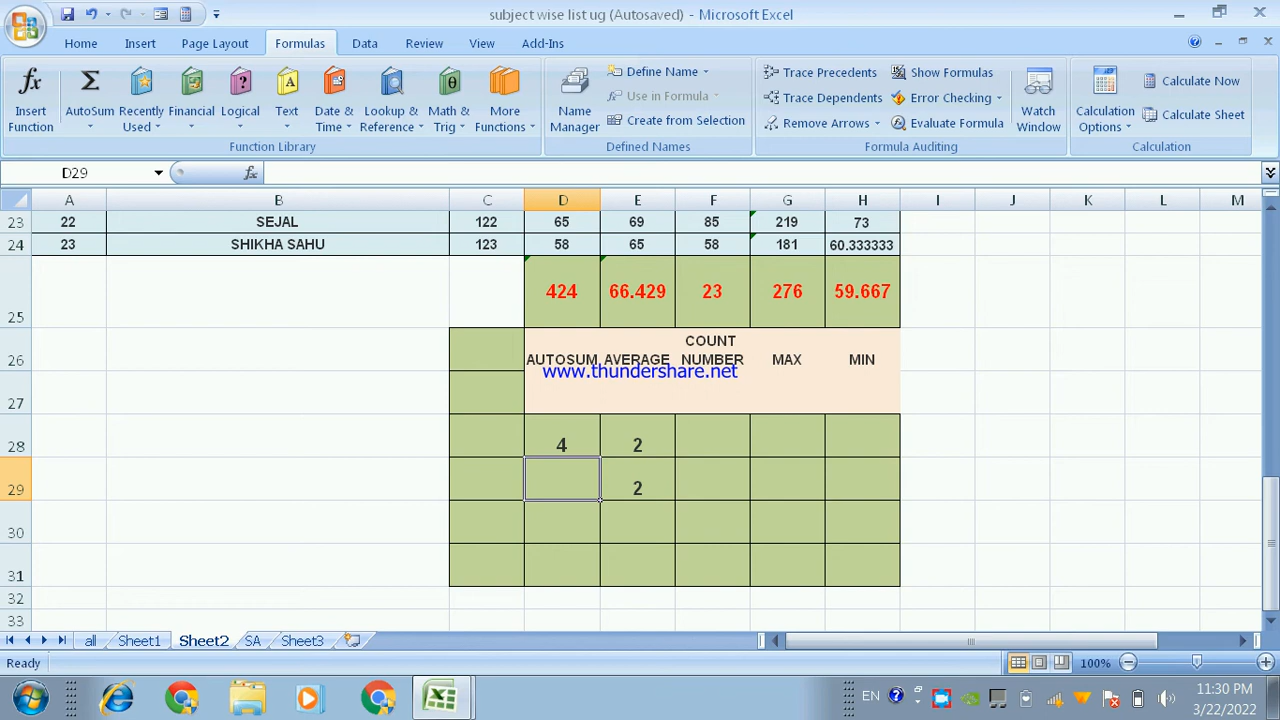 subject wise list ug (Autosaved) - Microsoft Excel
Home Insert Page Layout Formulas Data Review View Add-Ins
Insert Function AutoSum Recently Used Financial Logical Text Date & Time Lookup & Reference Math & Trig More Functions
Function Library
Name Manager Define Name Use in Formula Create from Selection
Defined Names
Trace Precedents Show Formulas
Trace Dependents Error Checking
Remove Arrows Evaluate Formula
Watch Window
Formula Auditing
Calculation Options Calculate Now
Calculate Sheet
Calculation
D29 fx
A B C D E F G H I J K L M
23 22 SEJAL 122 65 69 85 219 73
24 23 SHIKHA SAHU 123 58 65 58 181 60.333333
25 424 66.429 23 276 59.667
26 AUTOSUM AVERAGE COUNT NUMBER MAX MIN
www.thundershare.net
27
28 4 2
29 2
30
31
32
33
all Sheet1 Sheet2 SA Sheet3
Ready 100%
EN 11:30 PM
3/22/2022